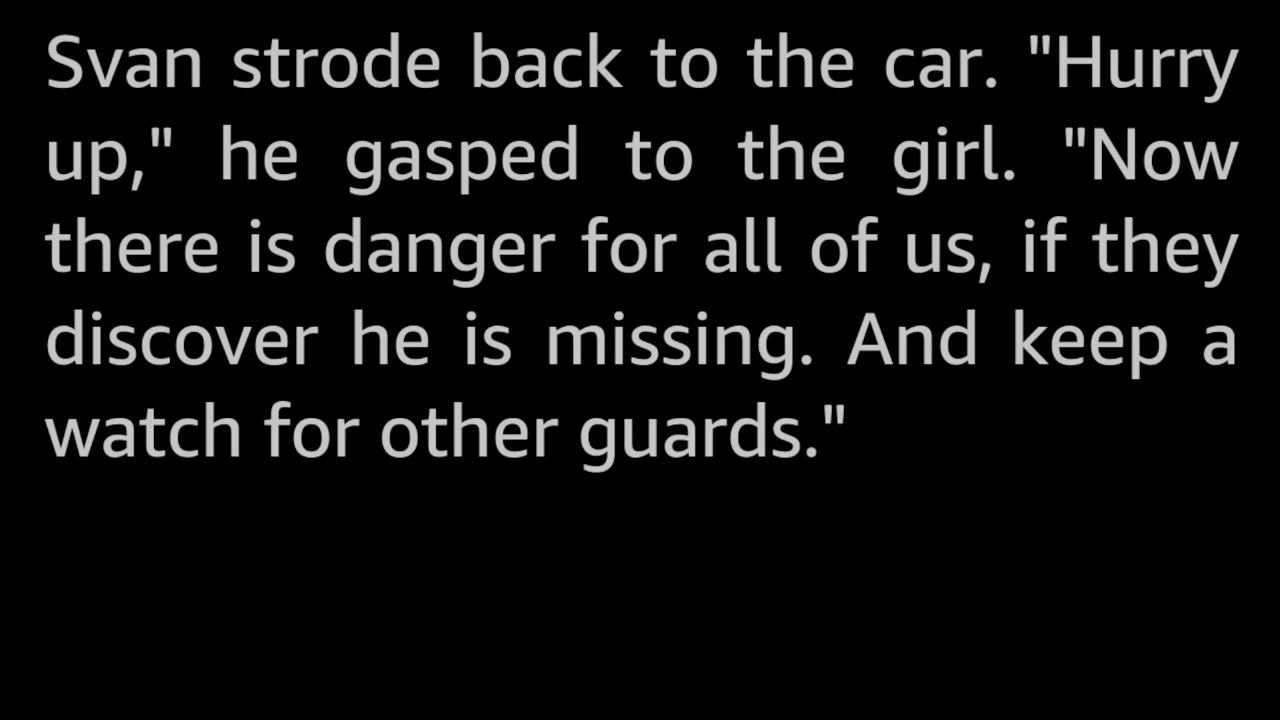 Svan strode back to the car. "Hurry
up," he gasped to the girl. "Now
there is danger for all of us, if they
discover he is missing. And keep a
watch for other guards."